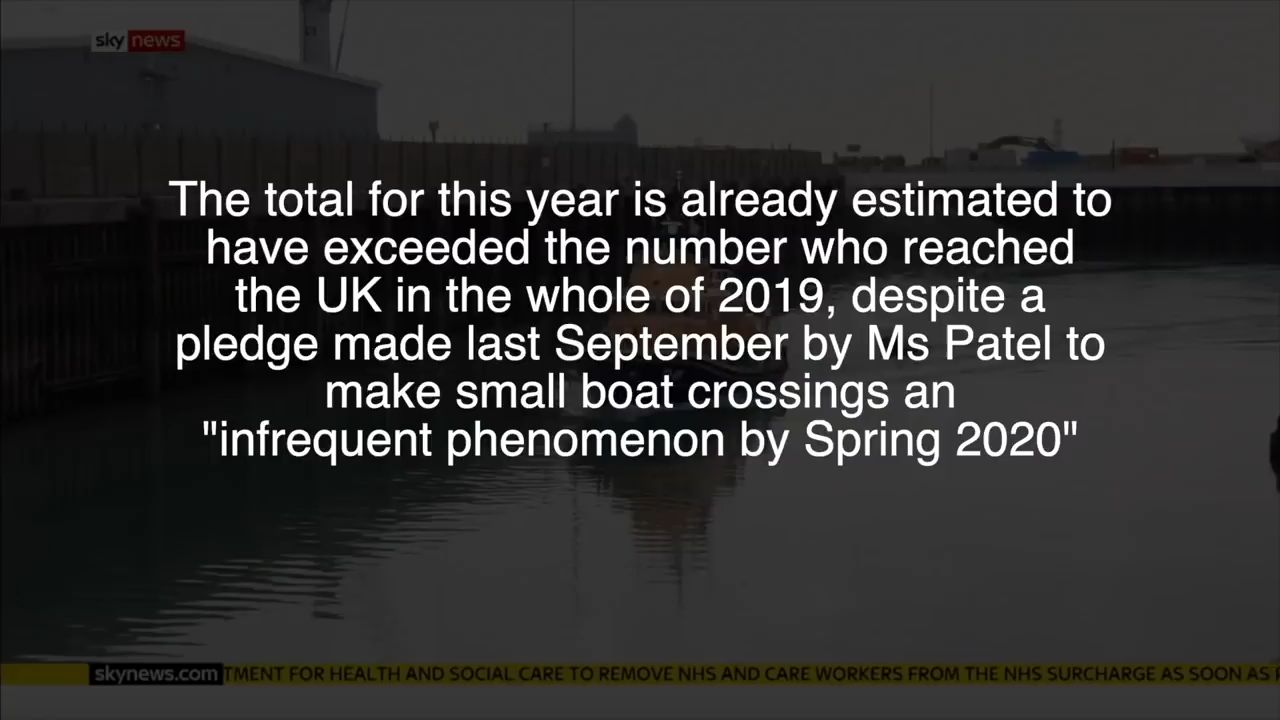 sky news
The total for this year is already estimated to
have exceeded the number who reached
the UK in the whole of 2019, despite a
pledge made last September by Ms Patel to
make small boat crossings an
"infrequent phenomenon by Spring 2020"
skynews.com TMENT FOR HEALTH AND SOCIAL CARE TO REMOVE NHS AND CARE WORKERS FROM THE NHS SURCHARGE AS SOON AS